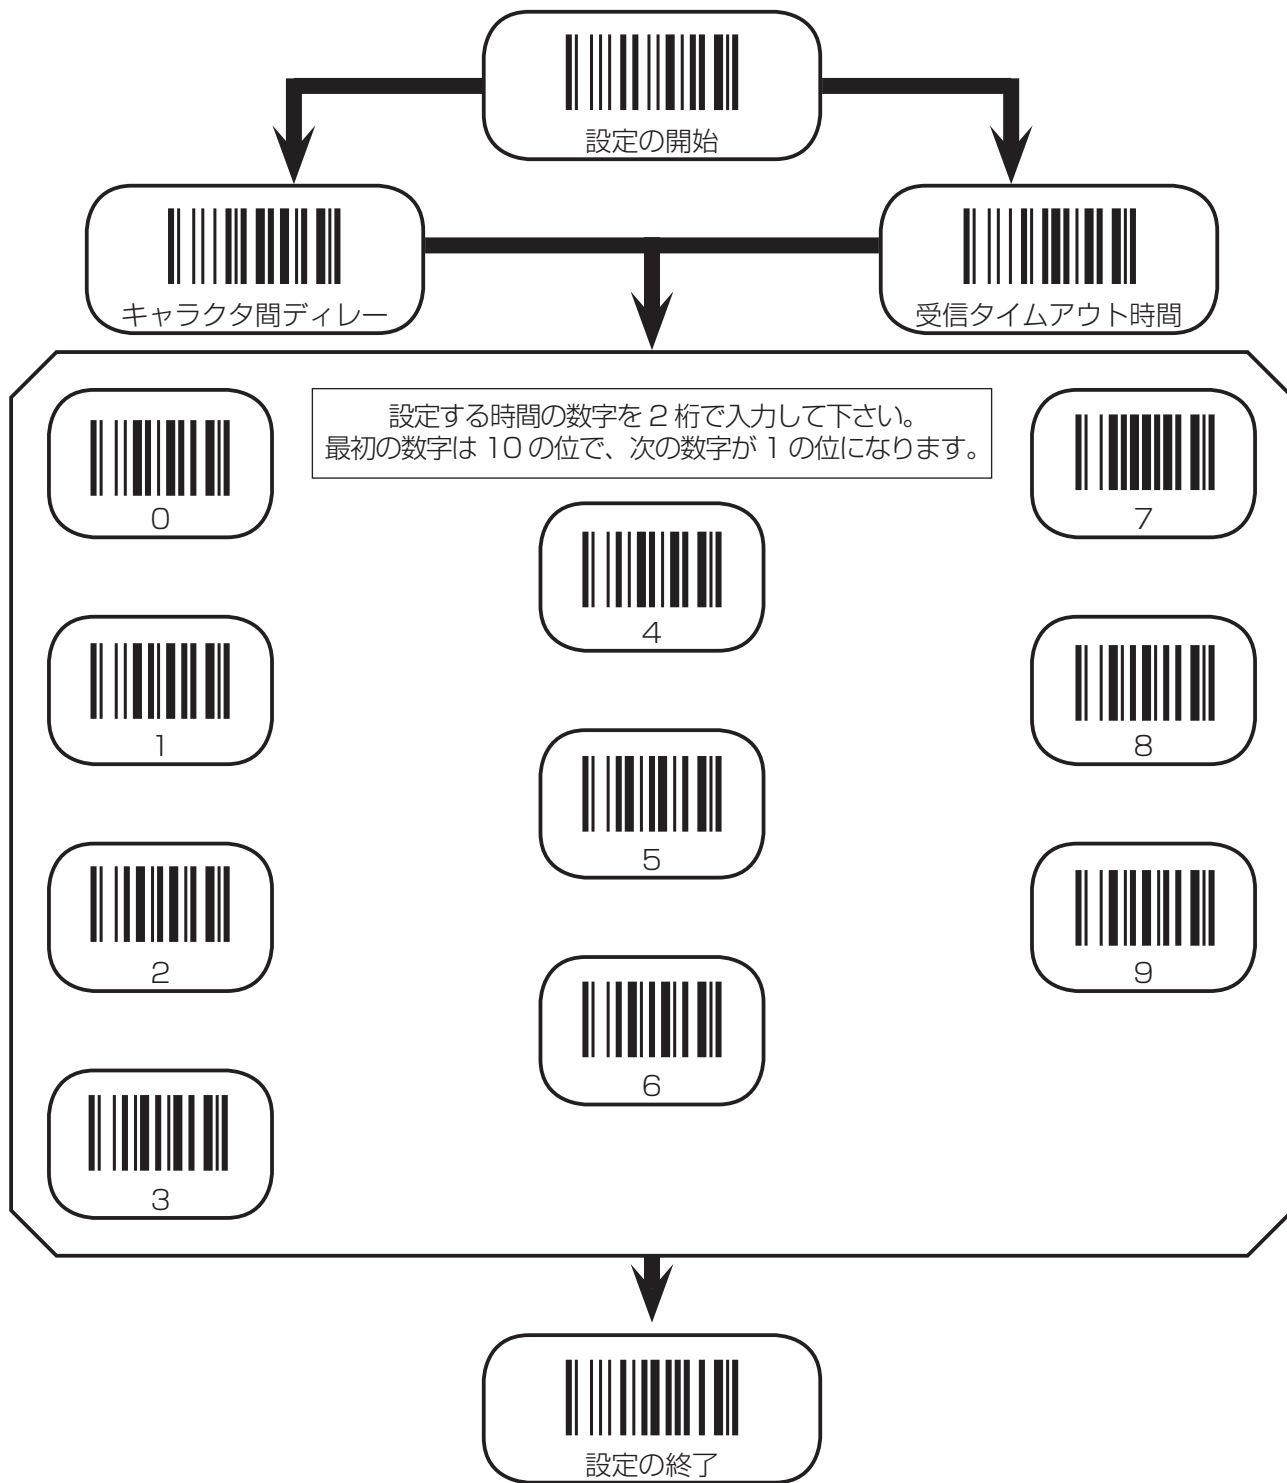 設定の開始
キャラクタ間ディレー
受信タイムアウト時間
設定する時間の数字を 2 桁で入力して下さい。
最初の数字は 10 の位で、次の数字が 1 の位になります。
0
1
2
3
4
5
6
7
8
9
設定の終了